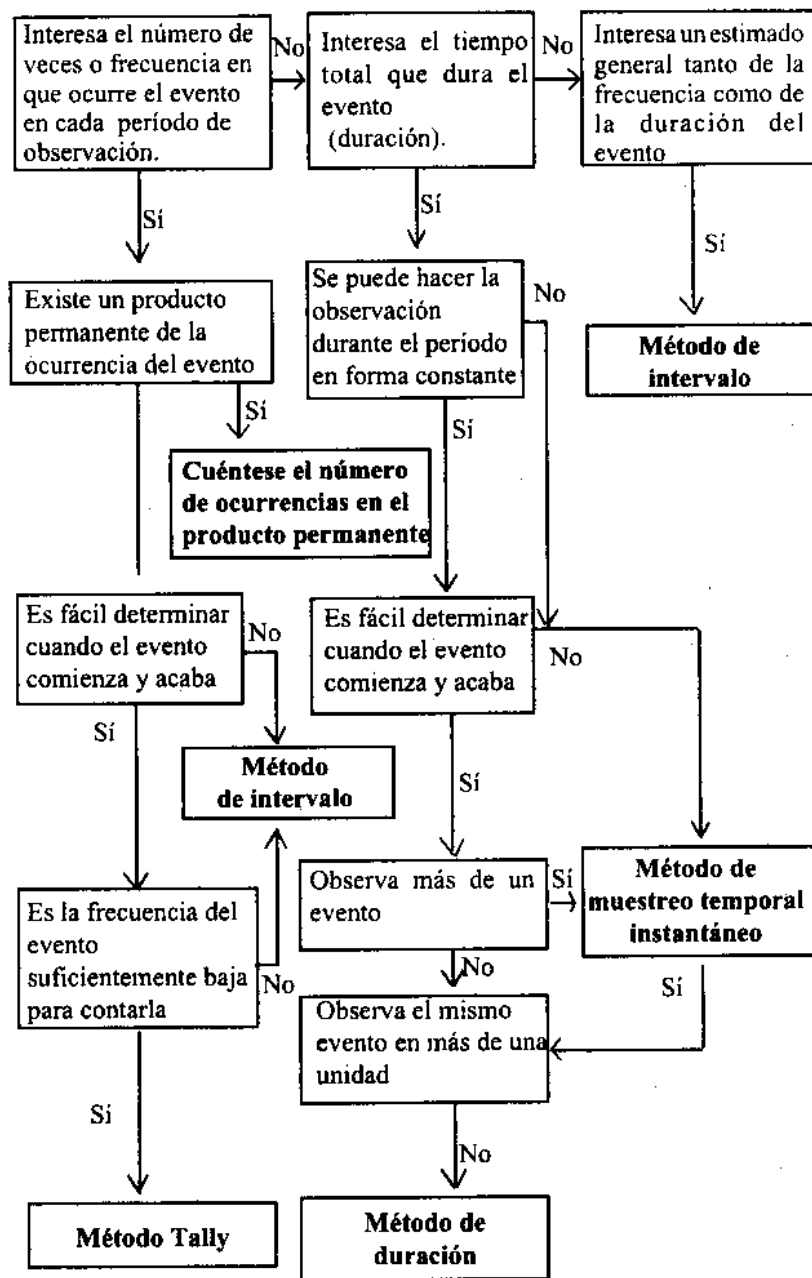 Interesa el número de
veces o frecuencia en
que ocurre el evento
en cada período de
observación.
No
Interesa el tiempo
total que dura el
evento
(duración).
No
Interesa un estimado
general tanto de la
frecuencia como de
la duración del
evento
Sí
Sí
Sí
Existe un producto
permanente de la
ocurrencia del evento
Se puede hacer la
observación
durante el período
en forma constante
No
Método de
intervalo
Sí
Sí
Cuéntese el número
de ocurrencias en el
producto permanente
Es fácil determinar
cuando el evento
comienza y acaba
No
Es fácil determinar
cuando el evento
comienza y acaba
No
Sí
Método
de intervalo
Sí
Es la frecuencia del
evento
suficientemente baja
para contarla
No
Observa más de un
evento
Sí
Método de
muestreo temporal
instantáneo
No
Sí
Observa el mismo
evento en más de una
unidad
Sí
No
Método Tally
Método de
duración